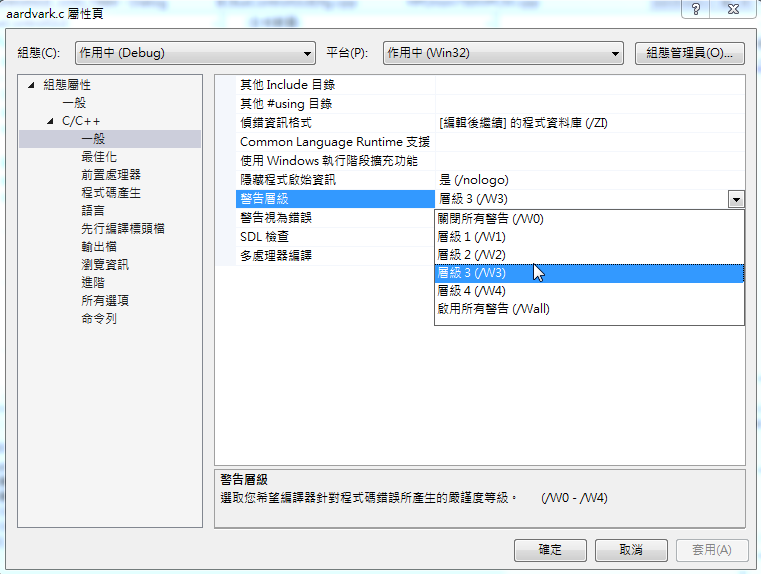 aardvark.c 屬性頁
組態(C): 作用中 (Debug) 平台(P): 作用中 (Win32) 組態管理員(O)...
組態屬性
一般
C/C++
一般
最佳化
前置處理器
程式碼產生
語言
先行編譯標頭檔
輸出檔
瀏覽資訊
進階
所有選項
命令列
其他 Include 目錄
其他 #using 目錄
偵錯資訊格式 [編輯後繼續] 的程式資料庫 (/ZI)
Common Language Runtime 支援
使用 Windows 執行階段擴充功能
隱藏程式啟始資訊 是 (/nologo)
警告層級 層級 3 (/W3)
警告視為錯誤
SDL 檢查
多處理器編譯
關閉所有警告 (/W0)
層級 1 (/W1)
層級 2 (/W2)
層級 3 (/W3)
層級 4 (/W4)
啟用所有警告 (/Wall)
警告層級
選取您希望編譯器針對程式碼錯誤所產生的嚴謹度等級。 (/W0 - /W4)
確定 取消 套用(A)